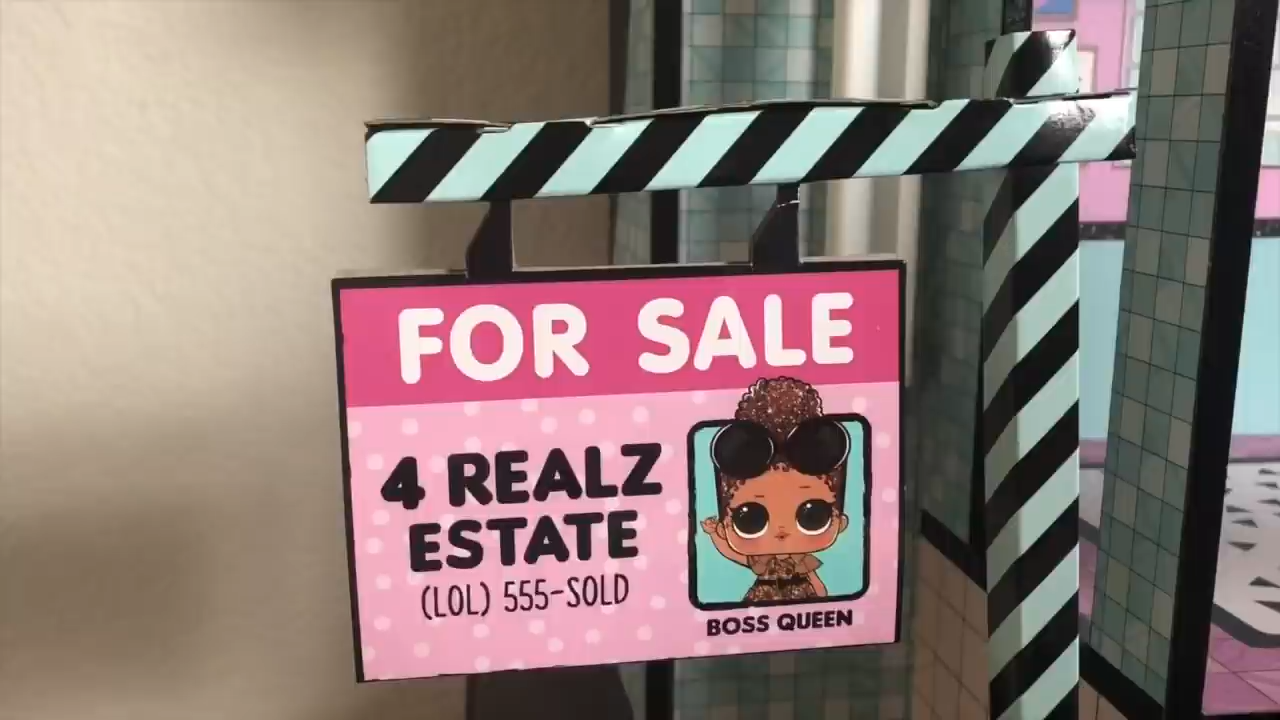 FOR SALE
4 REALZ
ESTATE
(LOL) 555-SOLD
BOSS QUEEN